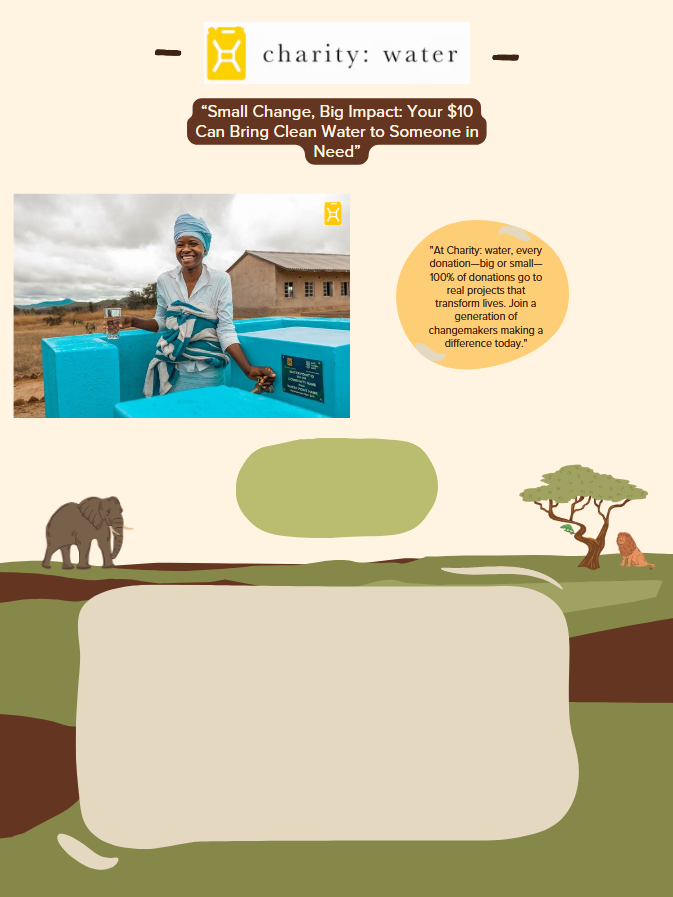 charity: water
“Small Change, Big Impact: Your $10
Can Bring Clean Water to Someone in
Need”
"At Charity: water, every
donation—big or small—
100% of donations go to
real projects that
transform lives. Join a
generation of
changemakers making a
difference today."